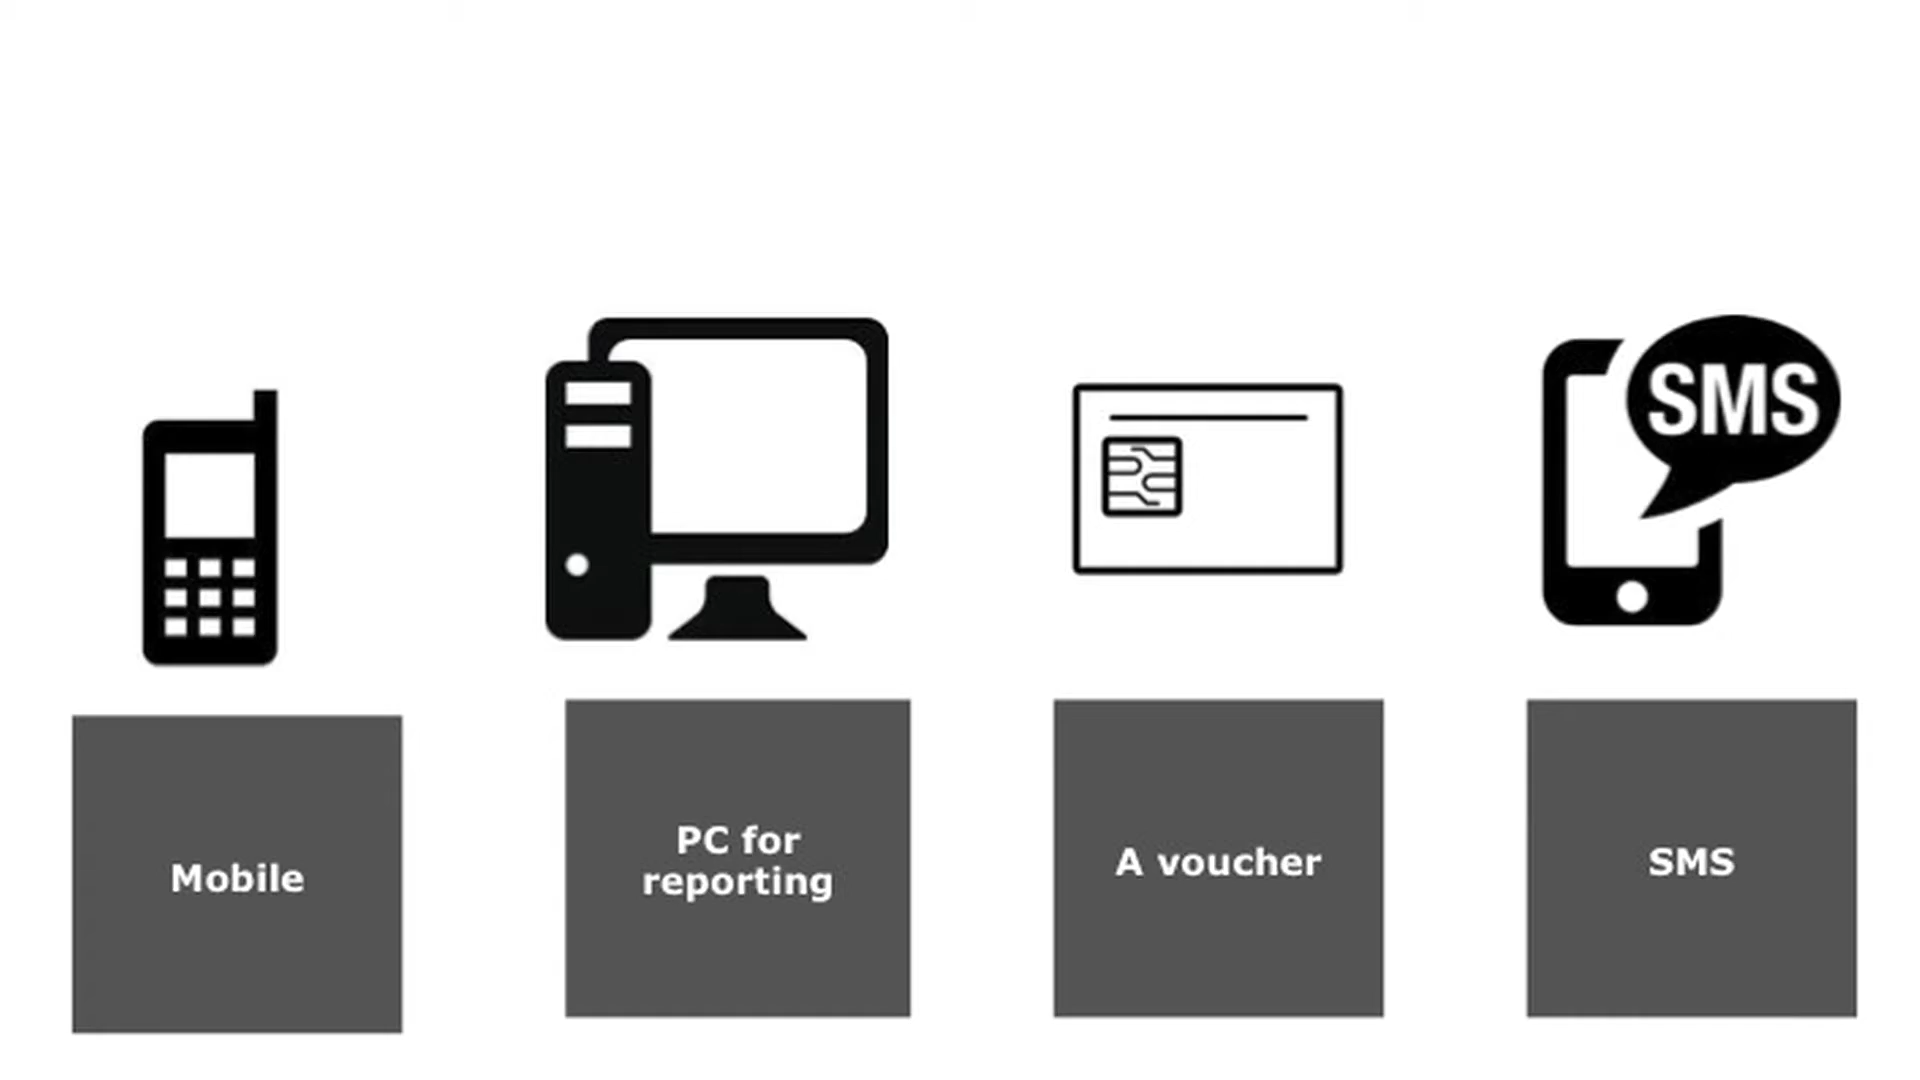 SMS
Mobile
PC for
reporting
A voucher
SMS